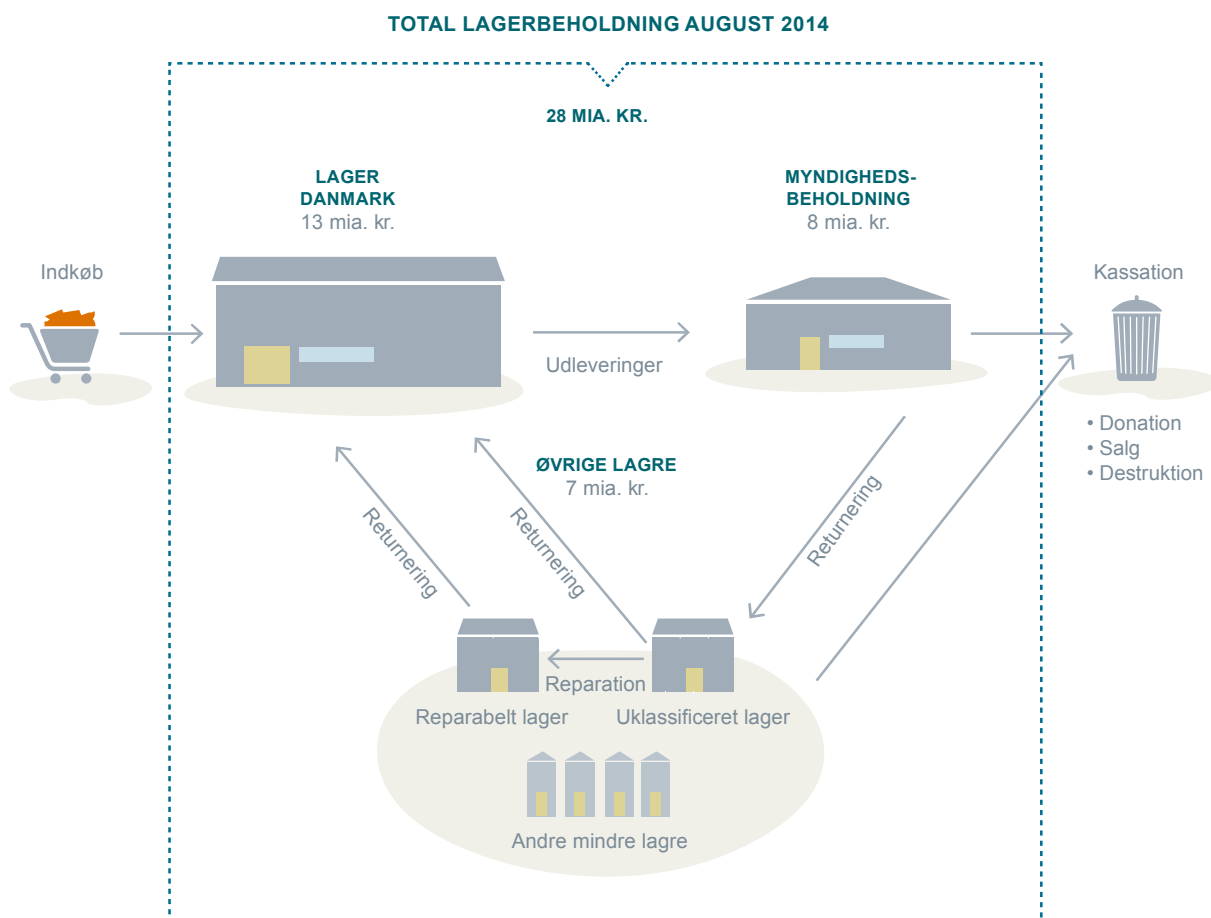 TOTAL LAGERBEHOLDNING AUGUST 2014
28 MIA. KR.
LAGER
DANMARK
13 mia. kr.
MYNDIGHEDS-
BEHOLDNING
8 mia. kr.
Indkøb
Kassation
Udleveringer
• Donation
• Salg
• Destruktion
ØVRIGE LAGRE
7 mia. kr.
Returnering
Returnering
Returnering
Reparation
Reparabelt lager
Uklassificeret lager
Andre mindre lagre